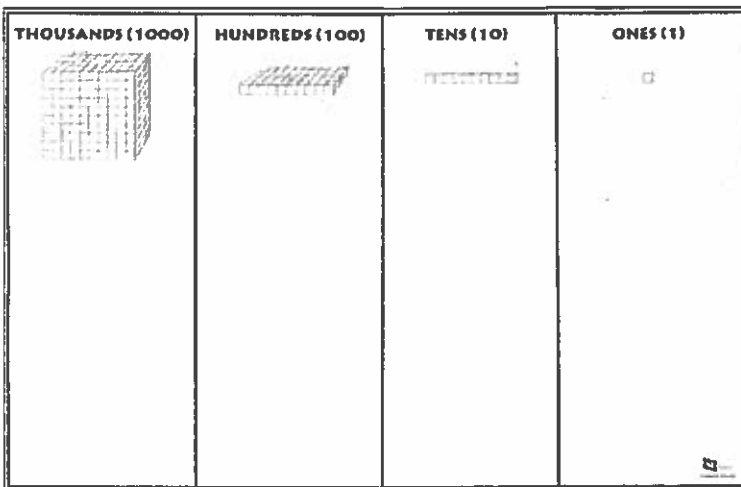 THOUSANDS (1000)
HUNDREDS (100)
TENS (10)
ONES (1)